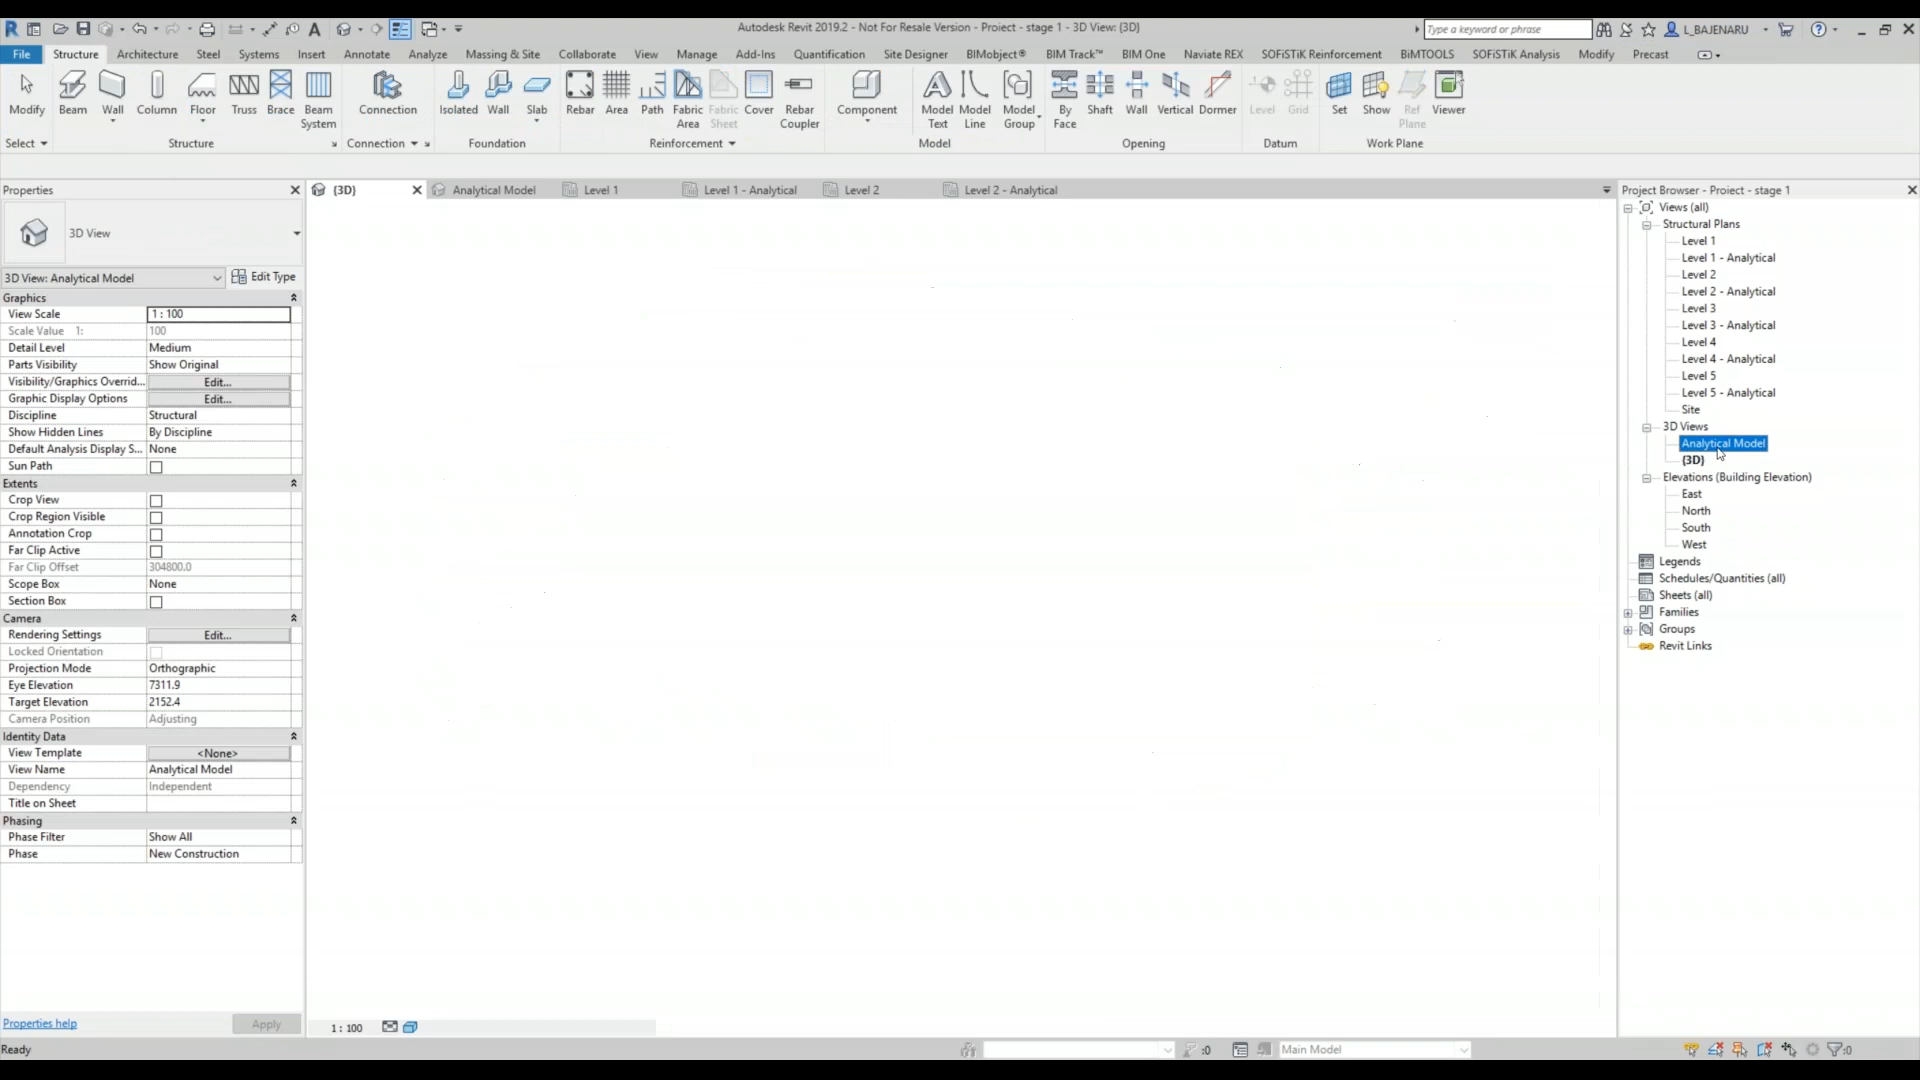 Autodesk Revit 2019.2 - Not For Resale Version - Project - stage 1 - 3D View: {3D}
Type a keyword or phrase
L_BAJENARU
File Structure Architecture Steel Systems Insert Annotate Analyze Massing & Site Collaborate View Manage Add-Ins Quantification Site Designer BIMobject® BIM Track™ BIM One Naviate REX SOFiSTiK Reinforcement BiMTOOLS SOFiSTiK Analysis Modify Precast
Modify Beam Wall Column Floor Truss Brace Beam System Connection Isolated Wall Slab Rebar Area Path Fabric Area Fabric Sheet Cover Rebar Coupler Component Model Text Model Line Model Group By Face Shaft Wall Vertical Dormer Level Grid Set Show Ref Plane Viewer
Select Structure Connection Foundation Reinforcement Model Opening Datum Work Plane
Properties
{3D} Analytical Model Level 1 Level 1 - Analytical Level 2 Level 2 - Analytical
3D View
3D View: Analytical Model Edit Type
Graphics
View Scale 1 : 100
Scale Value 1: 100
Detail Level Medium
Parts Visibility Show Original
Visibility/Graphics Overrid... Edit...
Graphic Display Options Edit...
Discipline Structural
Show Hidden Lines By Discipline
Default Analysis Display S... None
Sun Path
Extents
Crop View
Crop Region Visible
Annotation Crop
Far Clip Active
Far Clip Offset 304800.0
Scope Box None
Section Box
Camera
Rendering Settings Edit...
Locked Orientation
Projection Mode Orthographic
Eye Elevation 7311.9
Target Elevation 2152.4
Camera Position Adjusting
Identity Data
View Template <None>
View Name Analytical Model
Dependency Independent
Title on Sheet
Phasing
Phase Filter Show All
Phase New Construction
Properties help Apply
1 : 100
Project Browser - Project - stage 1
Views (all)
Structural Plans
Level 1
Level 1 - Analytical
Level 2
Level 2 - Analytical
Level 3
Level 3 - Analytical
Level 4
Level 4 - Analytical
Level 5
Level 5 - Analytical
Site
3D Views
Analytical Model
{3D}
Elevations (Building Elevation)
East
North
South
West
Legends
Schedules/Quantities (all)
Sheets (all)
Families
Groups
Revit Links
Ready :0 Main Model :0